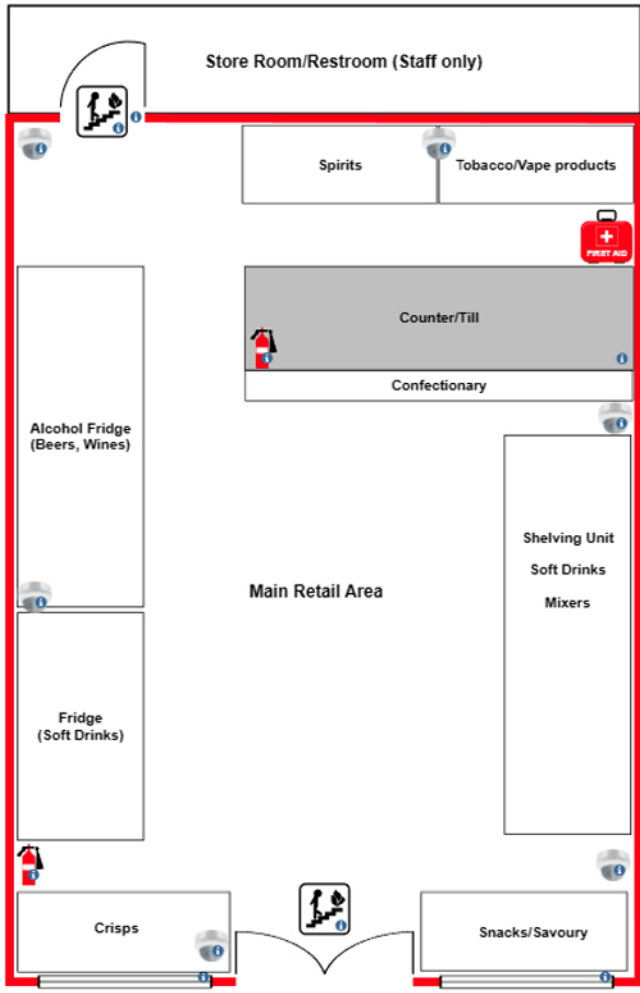 Store Room/Restroom (Staff only)
Spirits
Tobacco/Vape products
FIRST AID
Counter/Till
Confectionary
Alcohol Fridge
(Beers, Wines)
Shelving Unit
Soft Drinks
Mixers
Main Retail Area
Fridge
(Soft Drinks)
Crisps
Snacks/Savoury